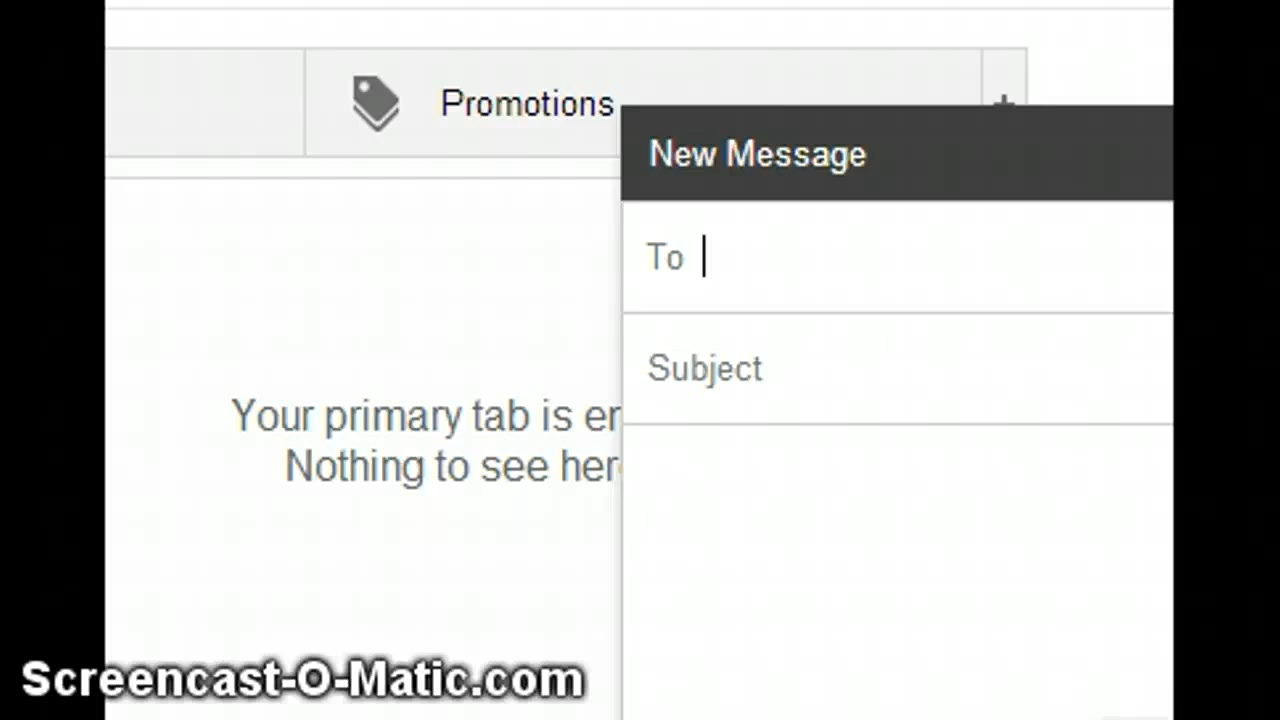 Promotions
+
New Message
To
Subject
Your primary tab is
Nothing to see
Screencast-O-Matic.com